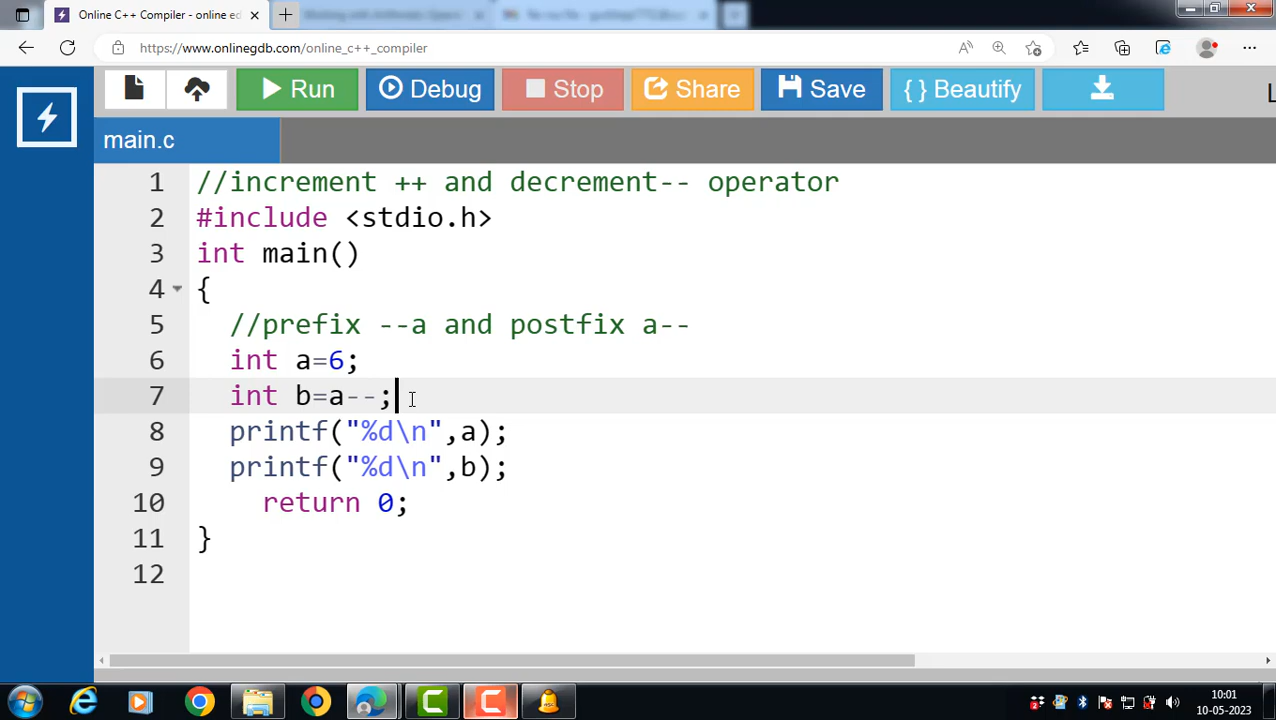 Online C++ Compiler - online ed
https://www.onlinegdb.com/online_c++_compiler
Run Debug Stop Share Save { } Beautify L
main.c
1 //increment ++ and decrement-- operator
2 #include <stdio.h>
3 int main()
4 {
5 //prefix --a and postfix a--
6 int a=6;
7 int b=a--;
8 printf("%d\n",a);
9 printf("%d\n",b);
10 return 0;
11 }
12
10:01
10-05-2023